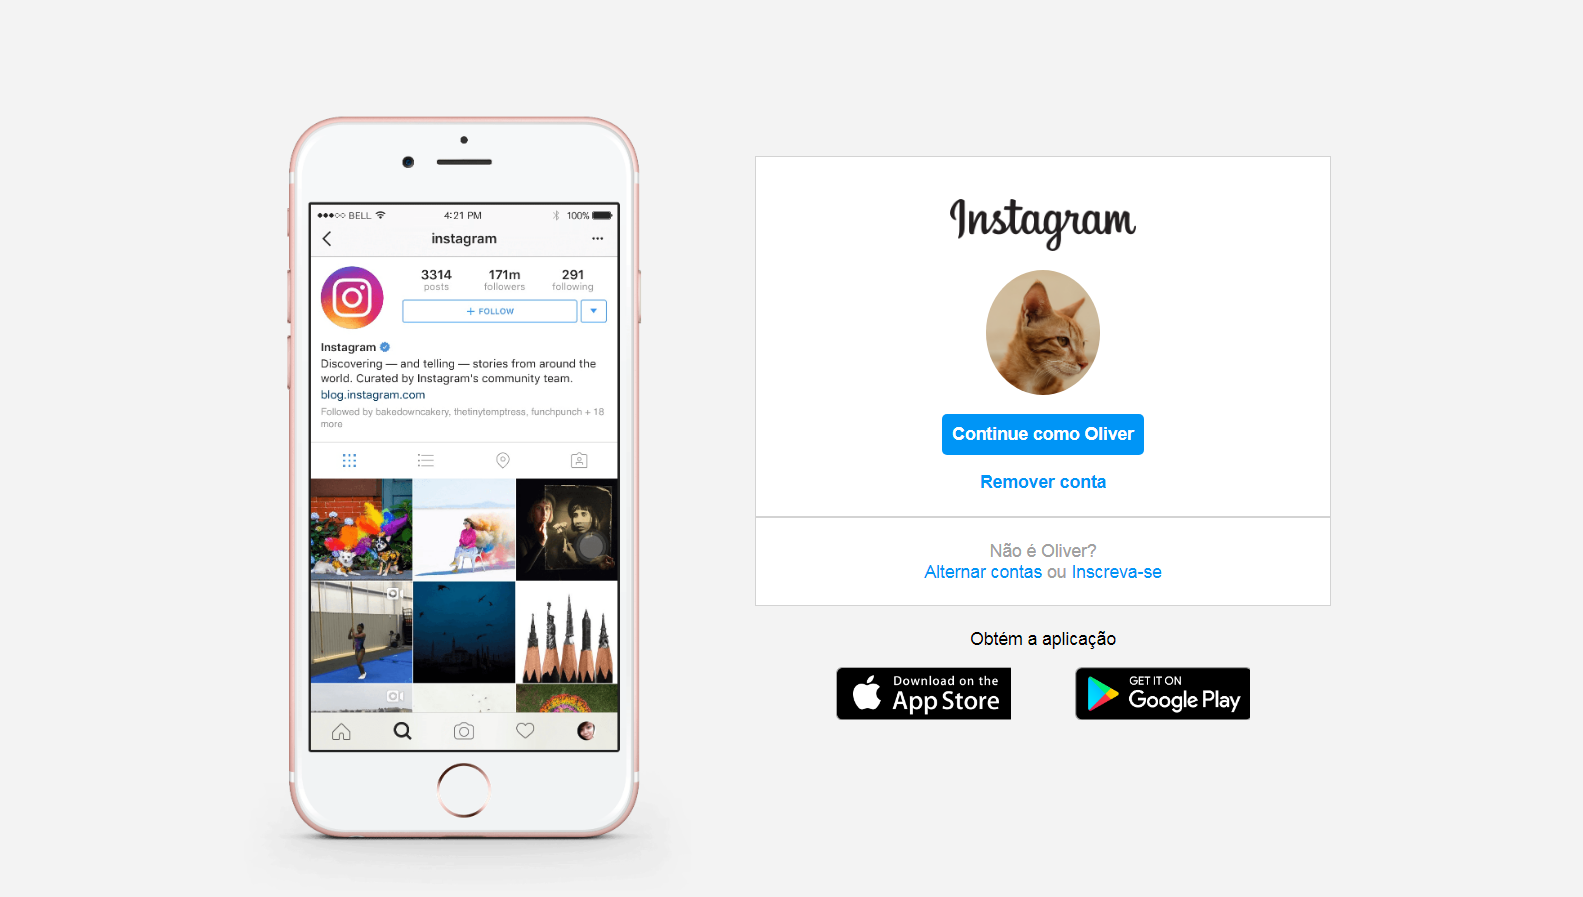 BELL
4:21 PM
100%
instagram
3314
171m
291
posts
followers
following
+ FOLLOW
Instagram
Discovering — and telling — stories from around the
world. Curated by Instagram's community team.
blog.instagram.com
Followed by bakedowncakery, thetinytemptress, funchpunch + 18
more
Instagram
Continue como Oliver
Remover conta
Não é Oliver?
Alternar contas ou Inscreva-se
Obtém a aplicação
Download on the
App Store
GET IT ON
Google Play